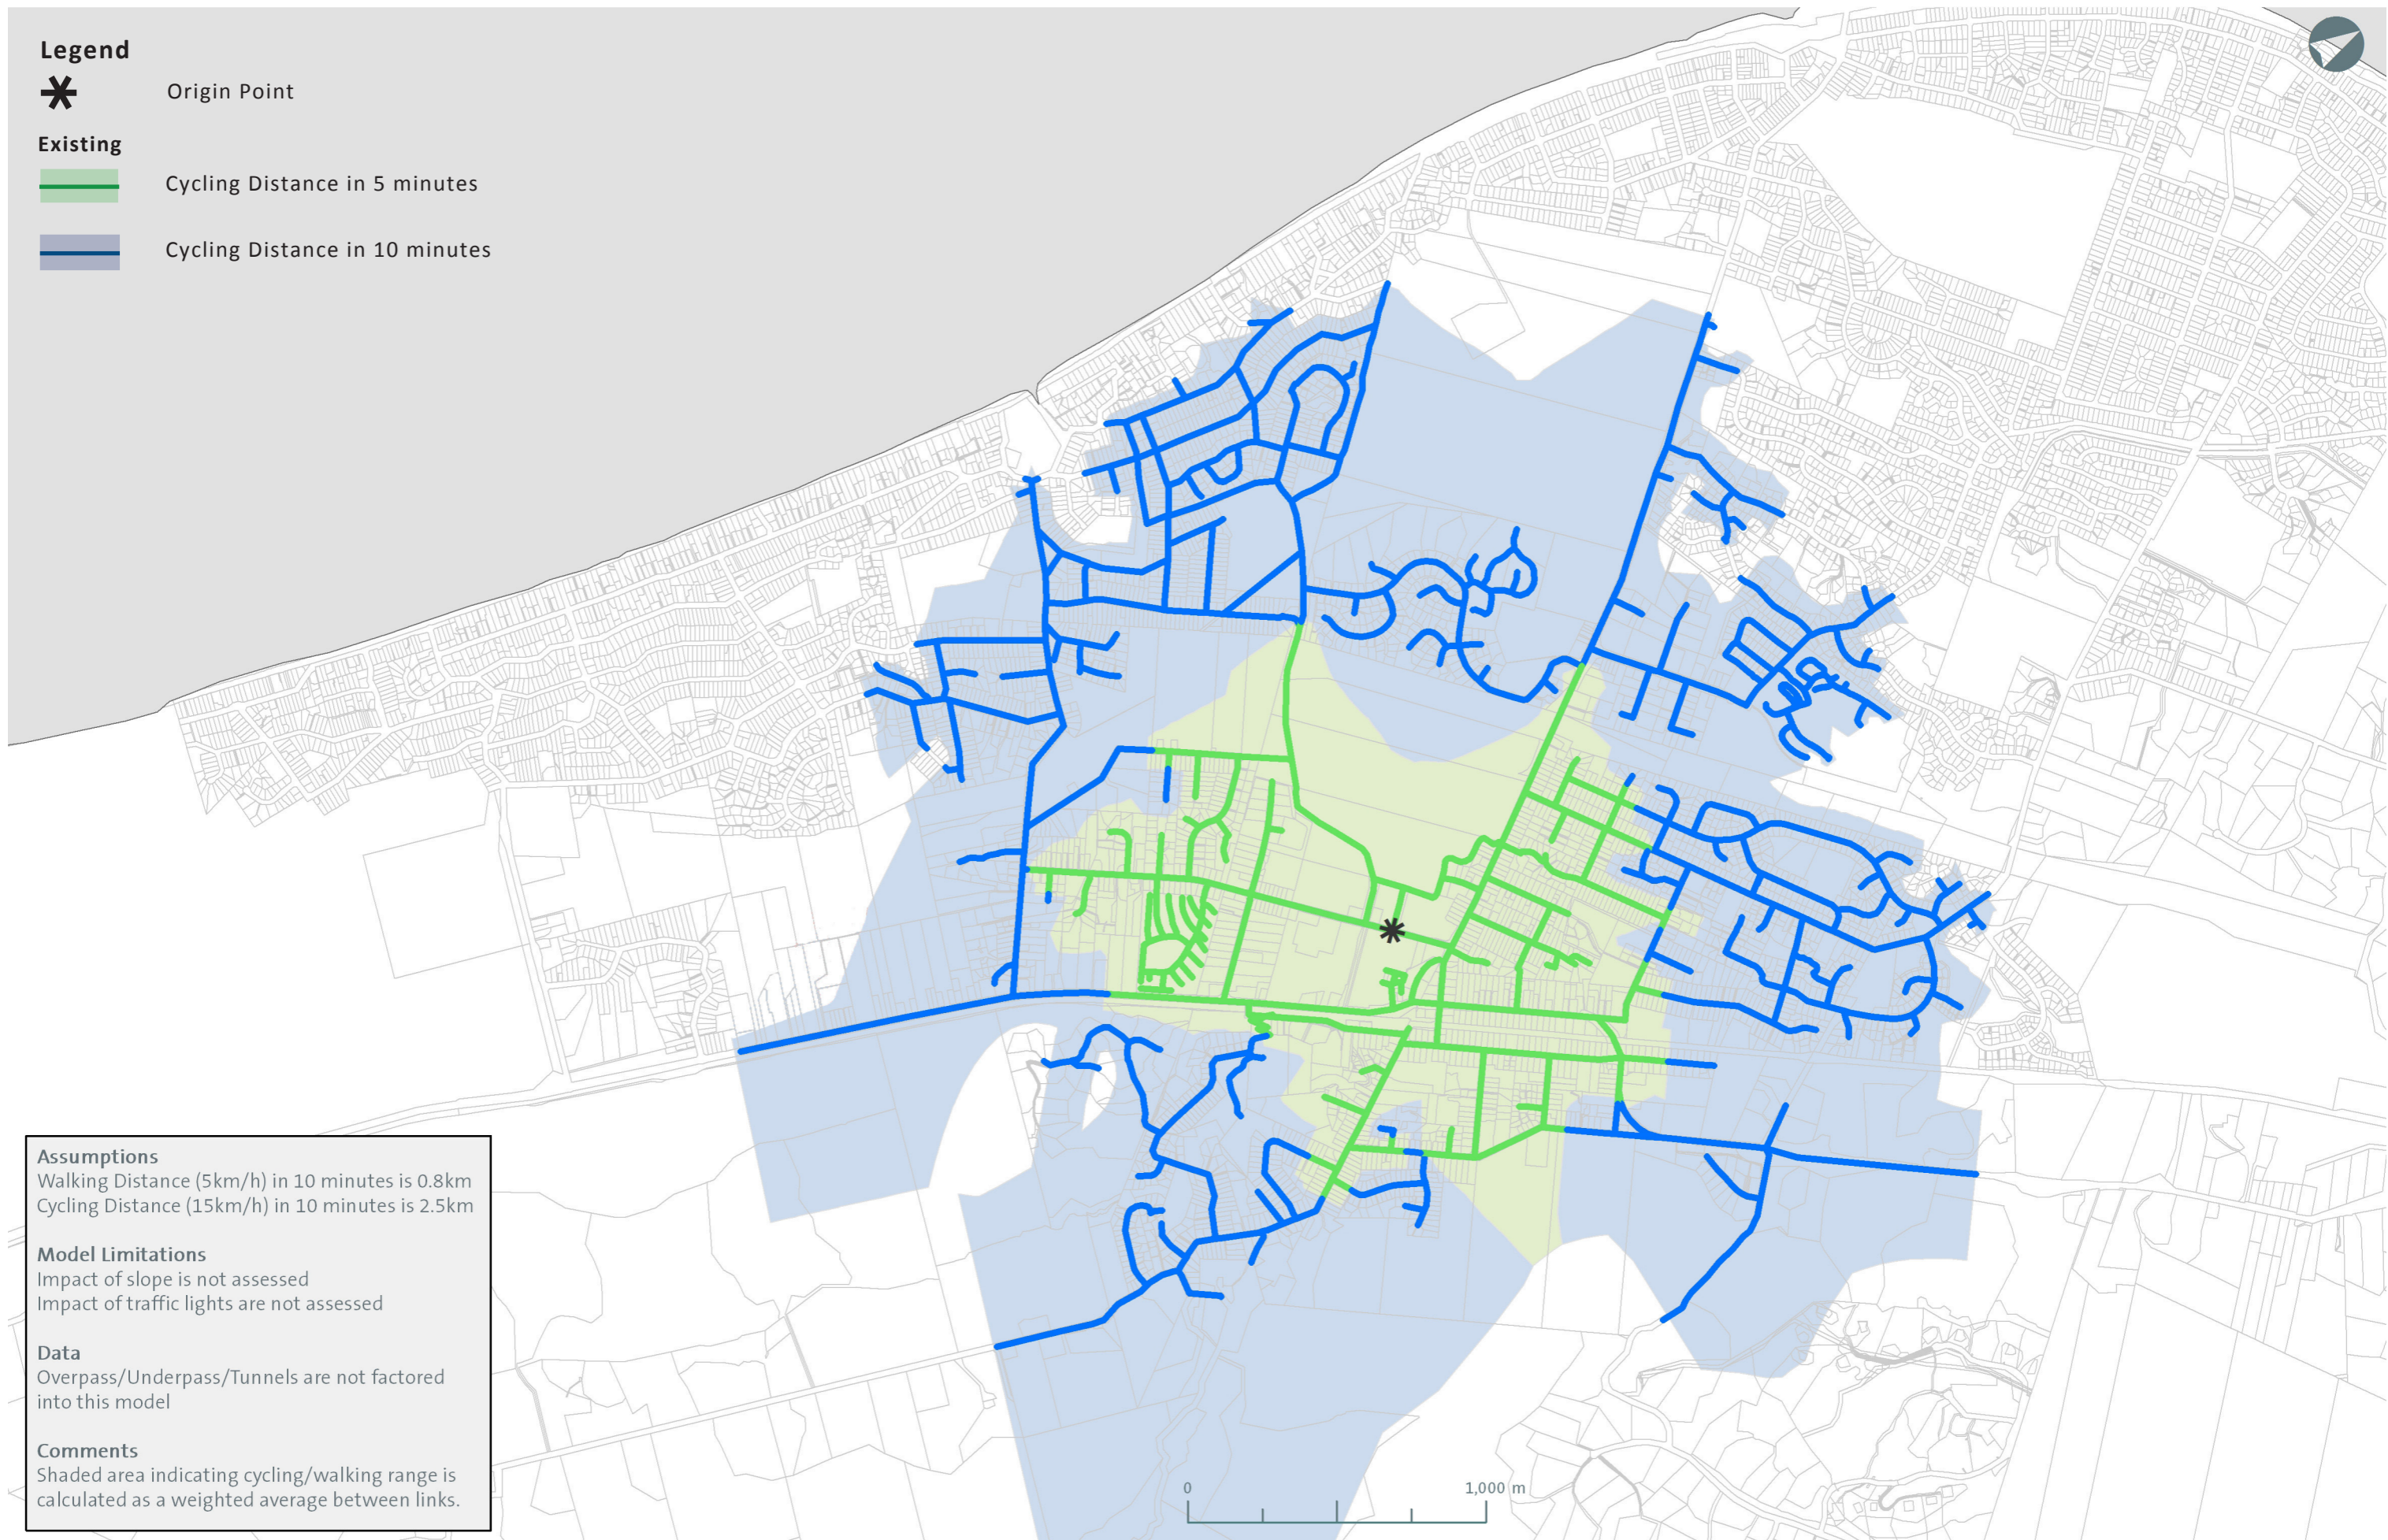 Legend
Origin Point
Existing
Cycling Distance in 5 minutes
Cycling Distance in 10 minutes
Assumptions
Walking Distance (5km/h) in 10 minutes is 0.8km
Cycling Distance (15km/h) in 10 minutes is 2.5km
Model Limitations
Impact of slope is not assessed
Impact of traffic lights are not assessed
Data
Overpass/Underpass/Tunnels are not factored
into this model
Comments
Shaded area indicating cycling/walking range is
calculated as a weighted average between links.
0 1,000 m